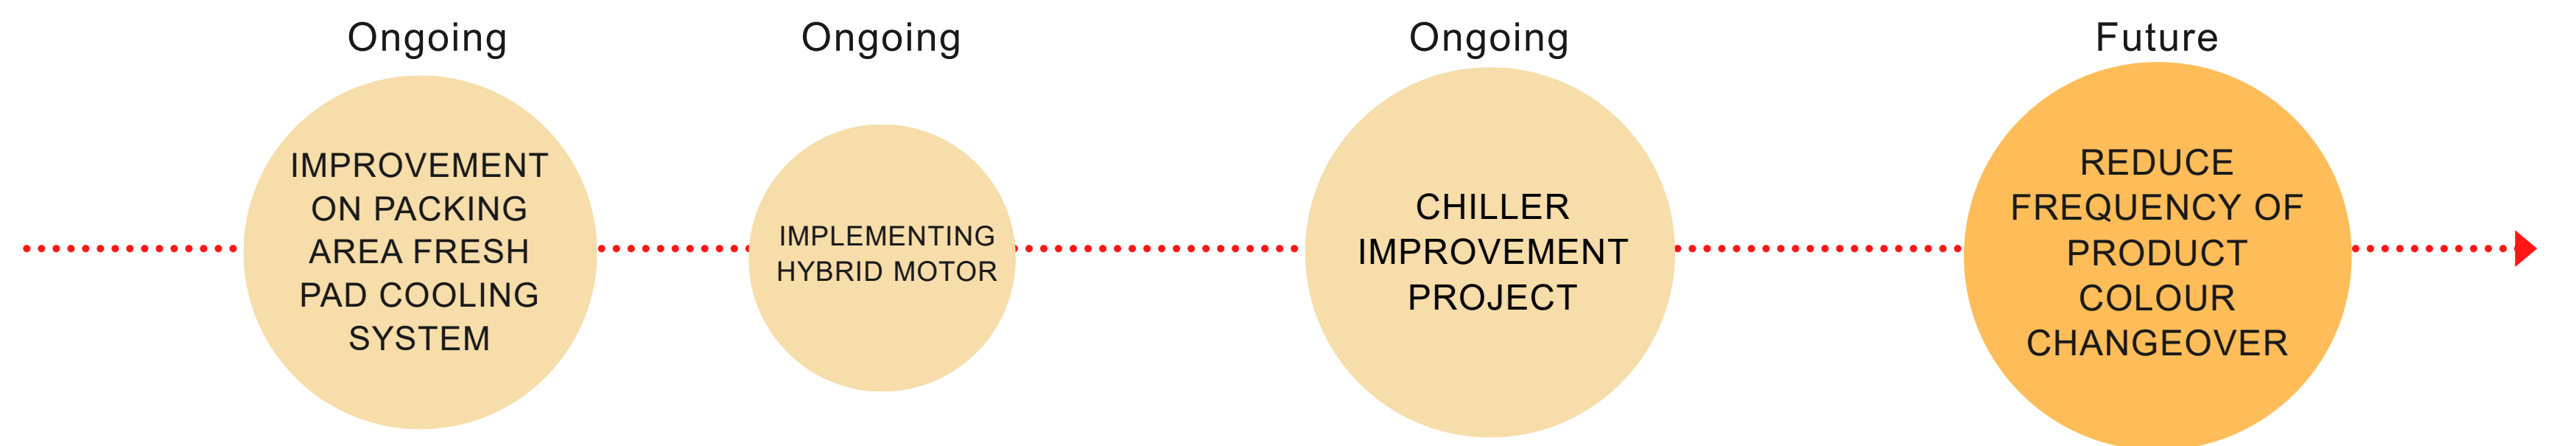 Ongoing
IMPROVEMENT
ON PACKING
AREA FRESH
PAD COOLING
SYSTEM
Ongoing
IMPLEMENTING
HYBRID MOTOR
Ongoing
CHILLER
IMPROVEMENT
PROJECT
Future
REDUCE
FREQUENCY OF
PRODUCT
COLOUR
CHANGEOVER